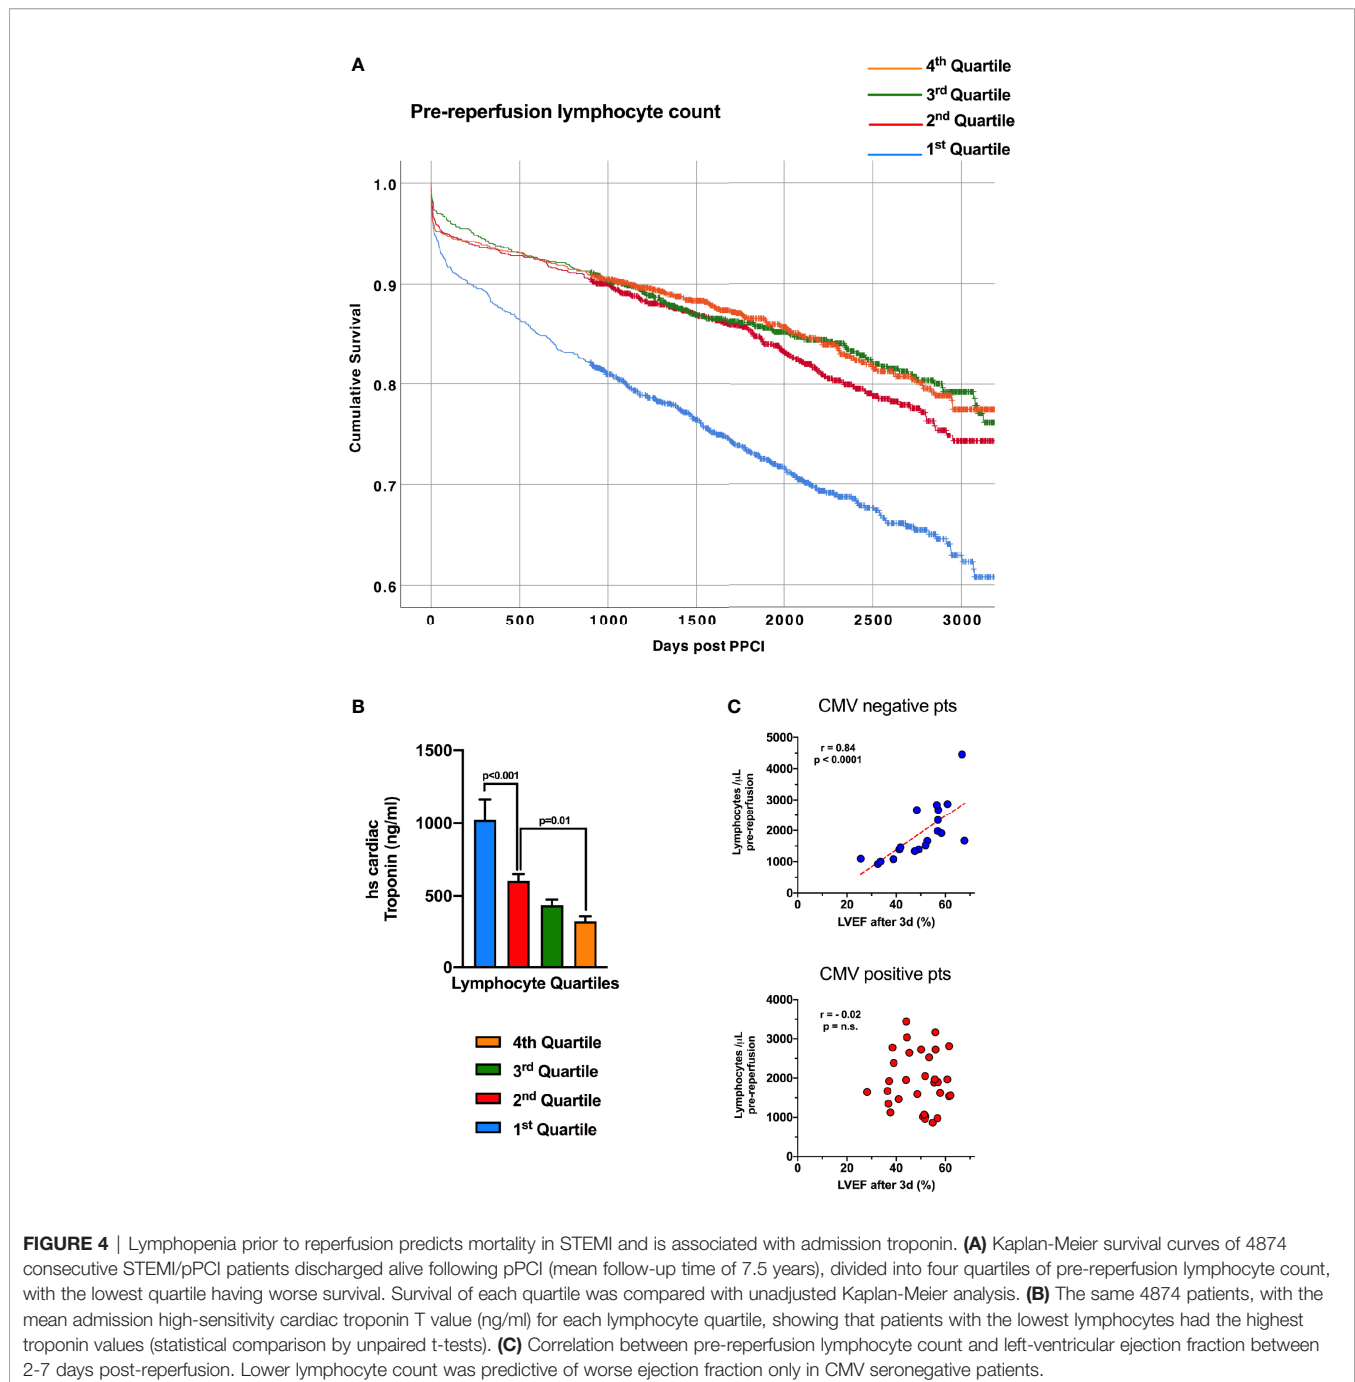 A
4th Quartile
3rd Quartile
2nd Quartile
1st Quartile
Pre-reperfusion lymphocyte count
1.0
0.9
0.8
0.7
0.6
Cumulative Survival
0 500 1000 1500 2000 2500 3000
Days post PPCI
B
1500
1000
500
0
hs cardiac
Troponin (ng/ml)
p<0.001
p=0.01
Lymphocyte Quartiles
4th Quartile
3rd Quartile
2nd Quartile
1st Quartile
C
CMV negative pts
5000
4000
3000
2000
1000
0
Lymphocytes /µL
pre-reperfusion
r = 0.84
p < 0.0001
0 20 40 60
LVEF after 3d (%)
CMV positive pts
4000
3000
2000
1000
0
Lymphocytes /µL
pre-reperfusion
r = - 0.02
p = n.s.
0 20 40 60
LVEF after 3d (%)
FIGURE 4 | Lymphopenia prior to reperfusion predicts mortality in STEMI and is associated with admission troponin. (A) Kaplan-Meier survival curves of 4874
consecutive STEMI/pPCI patients discharged alive following pPCI (mean follow-up time of 7.5 years), divided into four quartiles of pre-reperfusion lymphocyte count,
with the lowest quartile having worse survival. Survival of each quartile was compared with unadjusted Kaplan-Meier analysis. (B) The same 4874 patients, with the
mean admission high-sensitivity cardiac troponin T value (ng/ml) for each lymphocyte quartile, showing that patients with the lowest lymphocytes had the highest
troponin values (statistical comparison by unpaired t-tests). (C) Correlation between pre-reperfusion lymphocyte count and left-ventricular ejection fraction between
2-7 days post-reperfusion. Lower lymphocyte count was predictive of worse ejection fraction only in CMV seronegative patients.